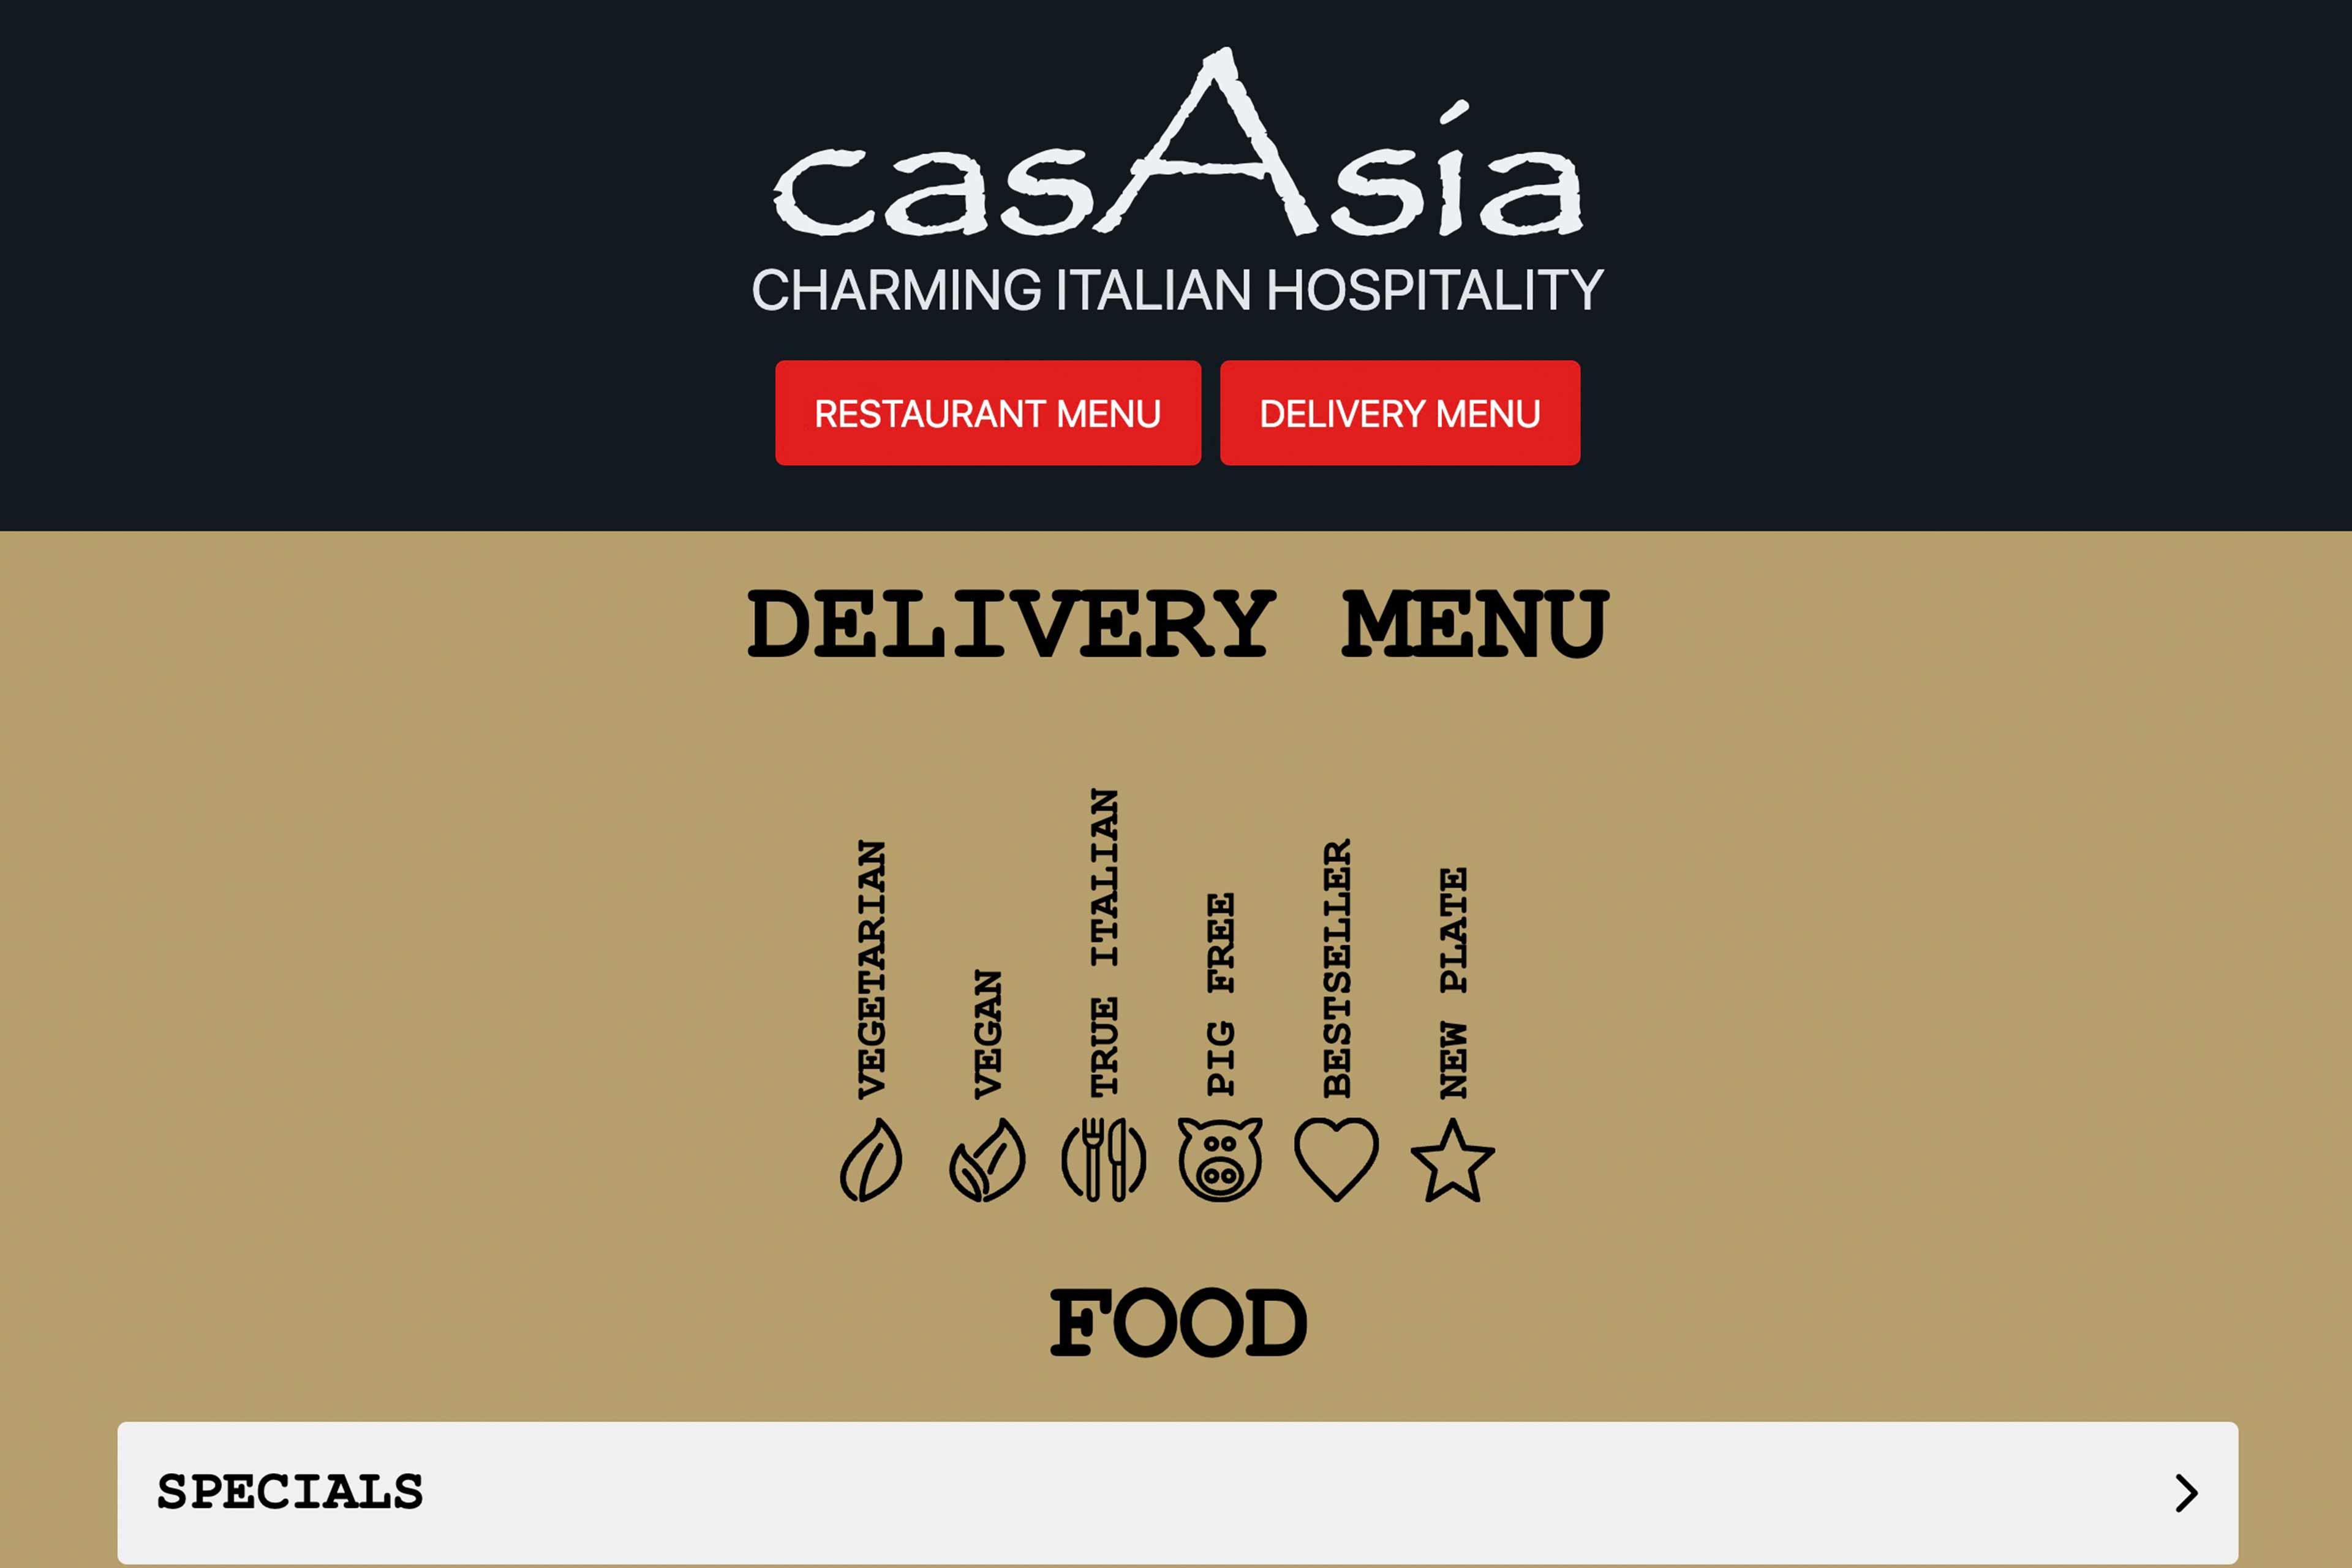 casAsía
CHARMING ITALIAN HOSPITALITY
RESTAURANT MENU
DELIVERY MENU
DELIVERY MENU
VEGETARIAN
VEGAN
TRUE ITALIAN
PIG FREE
BESTSELLER
NEW PLATE
FOOD
SPECIALS